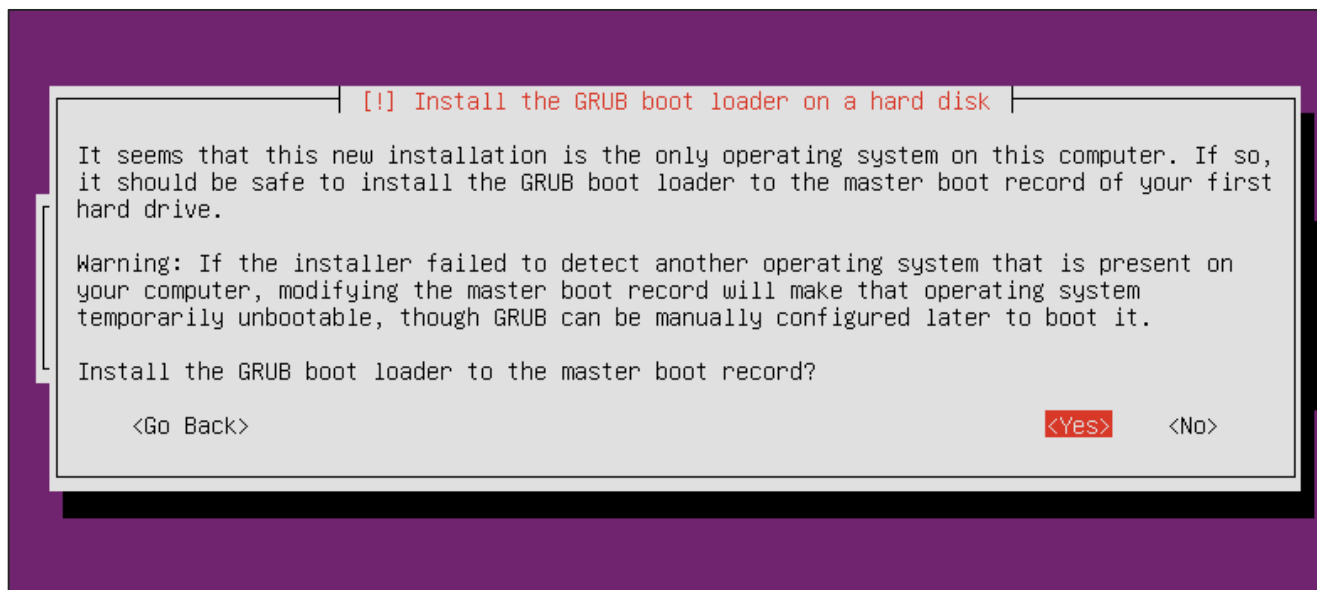 [!] Install the GRUB boot loader on a hard disk
It seems that this new installation is the only operating system on this computer. If so,
it should be safe to install the GRUB boot loader to the master boot record of your first
hard drive.
Warning: If the installer failed to detect another operating system that is present on
your computer, modifying the master boot record will make that operating system
temporarily unbootable, though GRUB can be manually configured later to boot it.
Install the GRUB boot loader to the master boot record?
<Go Back> <Yes> <No>